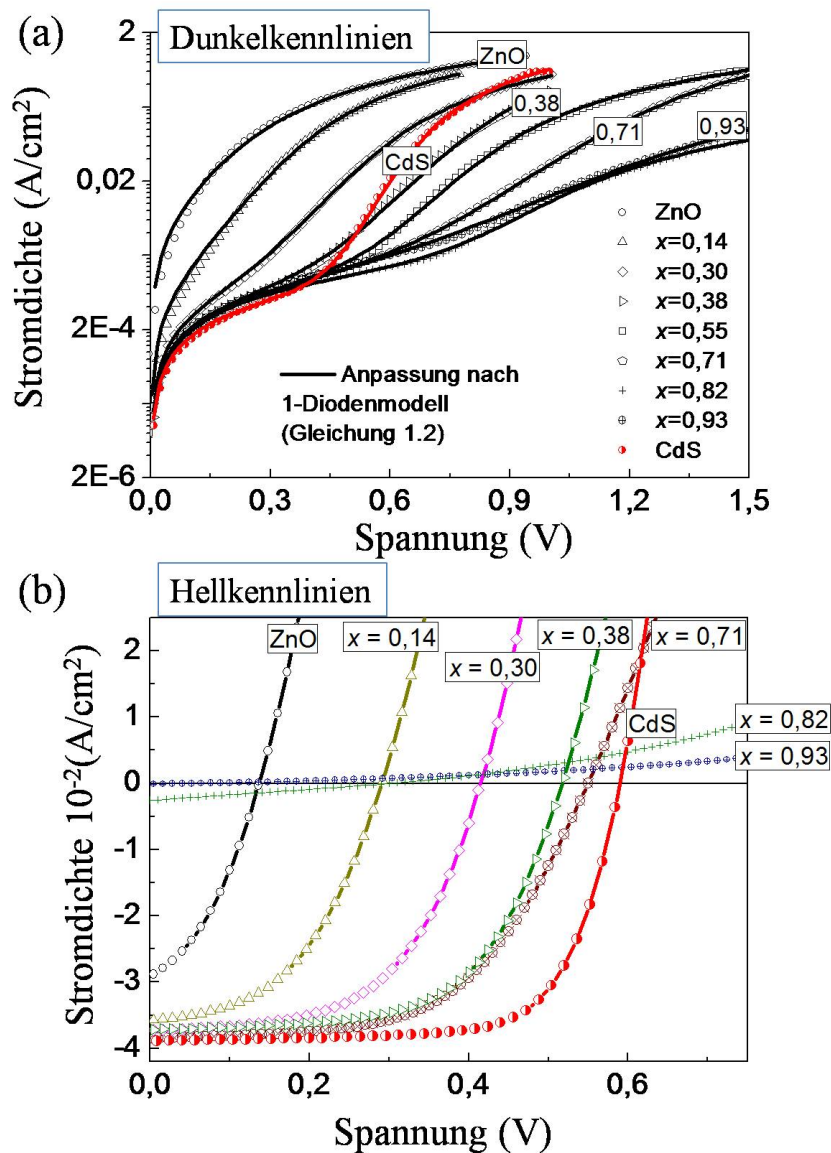 (a)
Dunkelkennlinien
2
0,02
2E-4
2E-6
Stromdichte (A/cm²)
ZnO
CdS
0,38
0,71
0,93
ZnO
x=0,14
x=0,30
x=0,38
x=0,55
x=0,71
x=0,82
x=0,93
CdS
Anpassung nach
1-Diodenmodell
(Gleichung 1.2)
0,0 0,3 0,6 0,9 1,2 1,5
Spannung (V)
(b)
Hellkennlinien
2
1
0
-1
-2
-3
-4
Stromdichte 10⁻²(A/cm²)
ZnO
x = 0,14
x = 0,30
x = 0,38
x = 0,71
CdS
x = 0,82
x = 0,93
0,0 0,2 0,4 0,6
Spannung (V)